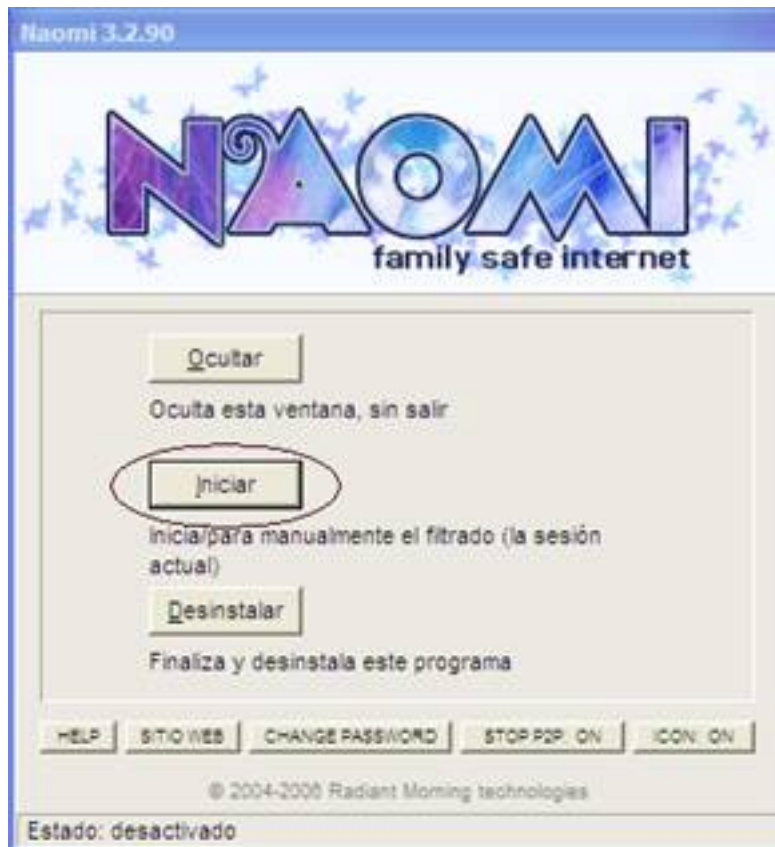 Naomi 3.2.90
NAOMI
family safe internet
Ocultar
Oculta esta ventana, sin salir
Iniciar
Inicia/para manualmente el filtrado (la sesión
actual)
Desinstalar
Finaliza y desinstala este programa
HELP SITIO WEB CHANGE PASSWORD STOP P2P: ON ICON: ON
© 2004-2006 Radiant Morning technologies
Estado: desactivado